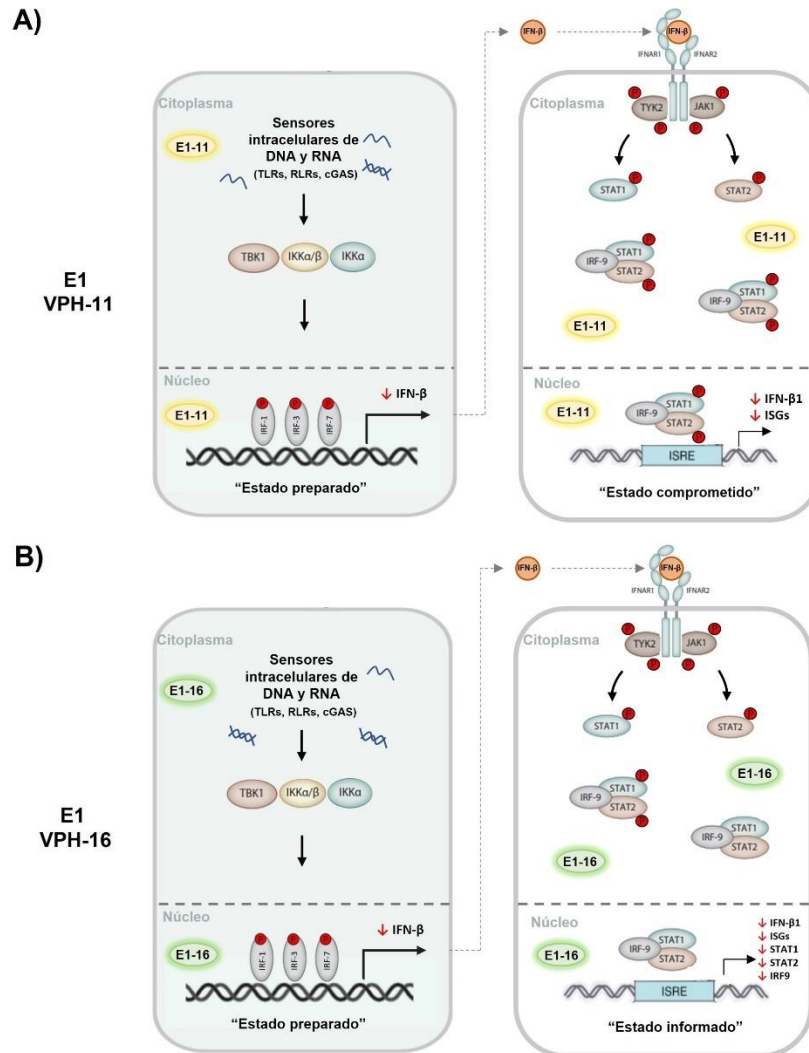 A)
IFN-β
IFN-β
IFNAR1
IFNAR2
Citoplasma
E1-11
Sensores
intracelulares de
DNA y RNA
(TLRs, RLRs, cGAS)
TBK1
IKKα/β
IKKα
E1
VPH-11
Núcleo
E1-11
P
P
P
IRF-1
IRF-3
IRF-7
↓ IFN-β
“Estado preparado”
Citoplasma
P
P
TYK2
JAK1
P
P
P
STAT1
P
STAT2
E1-11
P
IRF-9
STAT1
STAT2
P
P
IRF-9
STAT1
STAT2
P
E1-11
Núcleo
E1-11
P
IRF-9
STAT1
STAT2
P
↓ IFN-β1
↓ ISGs
ISRE
“Estado comprometido”
B)
IFN-β
IFN-β
IFNAR1
IFNAR2
Citoplasma
E1-16
Sensores
intracelulares de
DNA y RNA
(TLRs, RLRs, cGAS)
TBK1
IKKα/β
IKKα
E1
VPH-16
Núcleo
E1-16
P
P
P
IRF-1
IRF-3
IRF-7
↓ IFN-β
“Estado preparado”
Citoplasma
P
P
TYK2
JAK1
P
P
P
STAT1
P
STAT2
E1-16
P
IRF-9
STAT1
STAT2
P
IRF-9
STAT1
STAT2
E1-16
Núcleo
E1-16
IRF-9
STAT1
STAT2
↓ IFN-β1
↓ ISGs
↓ STAT1
↓ STAT2
↓ IRF9
ISRE
“Estado informado”